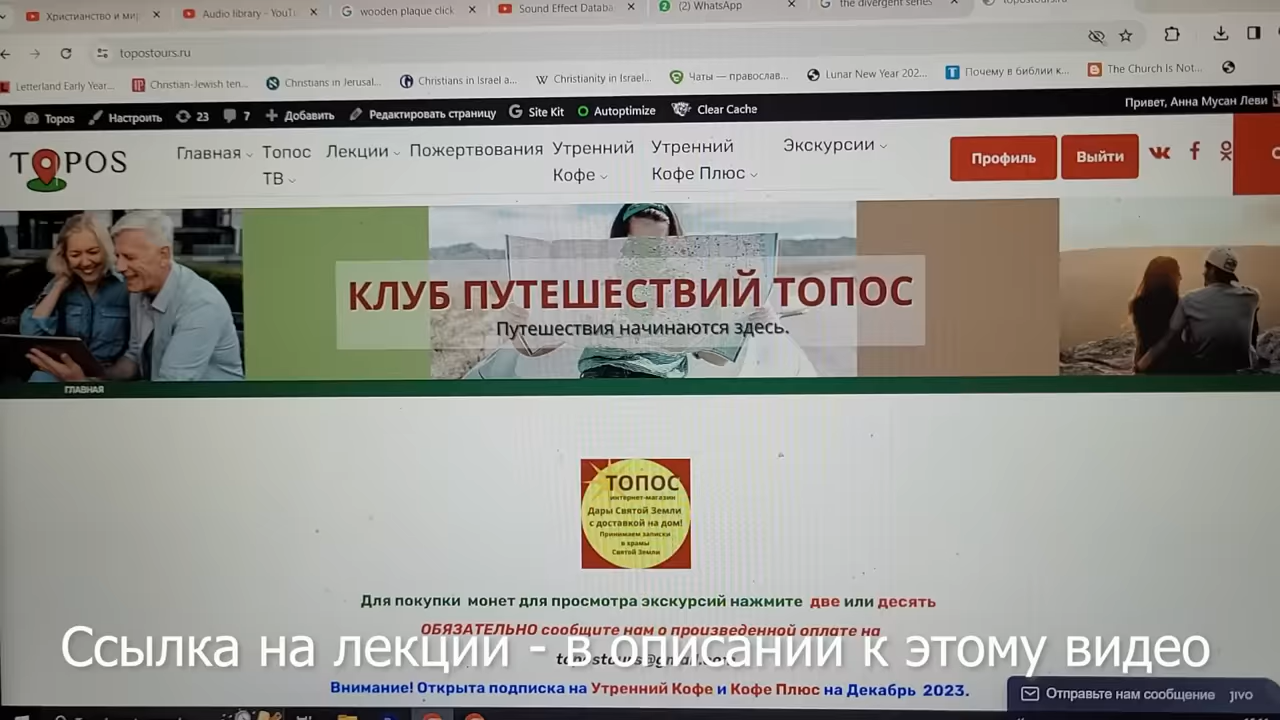 Христианство и мир
Audio library - YouTu
wooden plaque click
Sound Effect Databa
(2) WhatsApp
the divergent series
topostours.ru
Letterland Early Year...
Christian-Jewish ten...
Christians in Jerusal...
Christians in Israel a...
Christianity in Israel...
Чаты — православ...
Lunar New Year 202...
Почему в библии к...
The Church Is Not...
Topos
Настроить
23
7
Добавить
Редактировать страницу
Site Kit
Autoptimize
Clear Cache
Привет, Анна Мусан Леви
TOPOS
Главная
Топос ТВ
Лекции
Пожертвования
Утренний Кофе
Утренний Кофе Плюс
Экскурсии
Профиль
Выйти
КЛУБ ПУТЕШЕСТВИЙ ТОПОС
Путешествия начинаются здесь.
ГЛАВНАЯ
ТОПОС
интернет-магазин
Дары Святой Земли
с доставкой на дом!
Принимаем записки
в храмы
Святой Земли
Для покупки монет для просмотра экскурсий нажмите две или десять
ОБЯЗАТЕЛЬНО сообщите нам о произведенной оплате на
topostours@gmail.com
Ссылка на лекции - в описании к этому видео
Внимание! Открыта подписка на Утренний Кофе и Кофе Плюс на Декабрь 2023.
Отправьте нам сообщение jivo